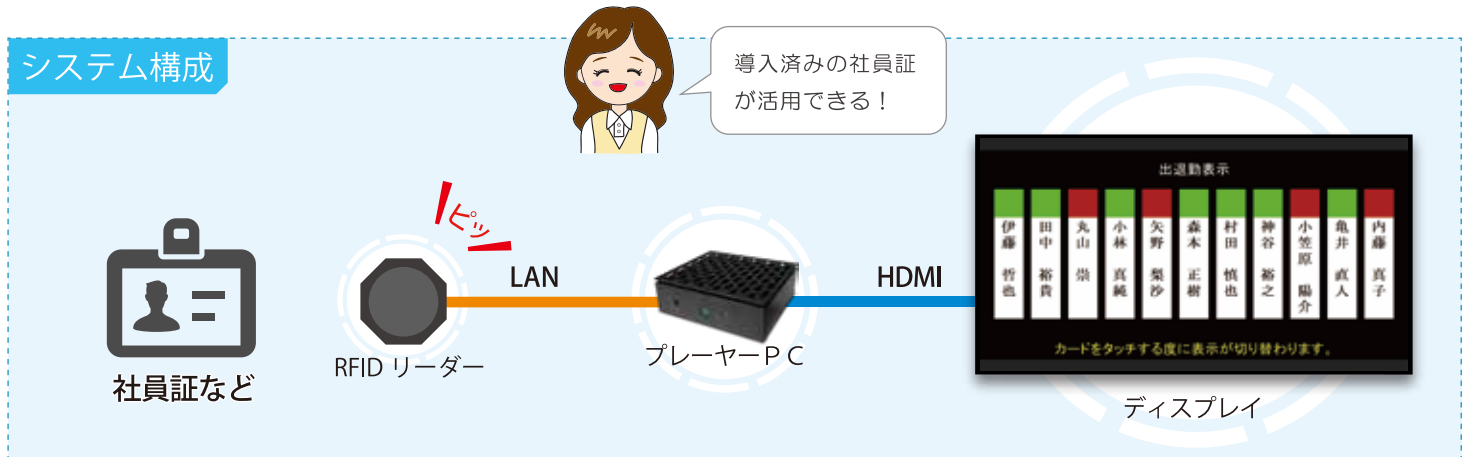 システム構成
導入済みの社員証
が活用できる！
ピッ
LAN
HDMI
社員証など
RFID リーダー
プレーヤーＰＣ
出退勤表示
伊藤 哲也
田中 裕貴
丸山 崇
小林 真純
矢野 梨沙
森本 正樹
村田 慎也
神谷 裕之
小笠原 陽介
亀井 直人
内藤 真子
カードをタッチする度に表示が切り替わります。
ディスプレイ